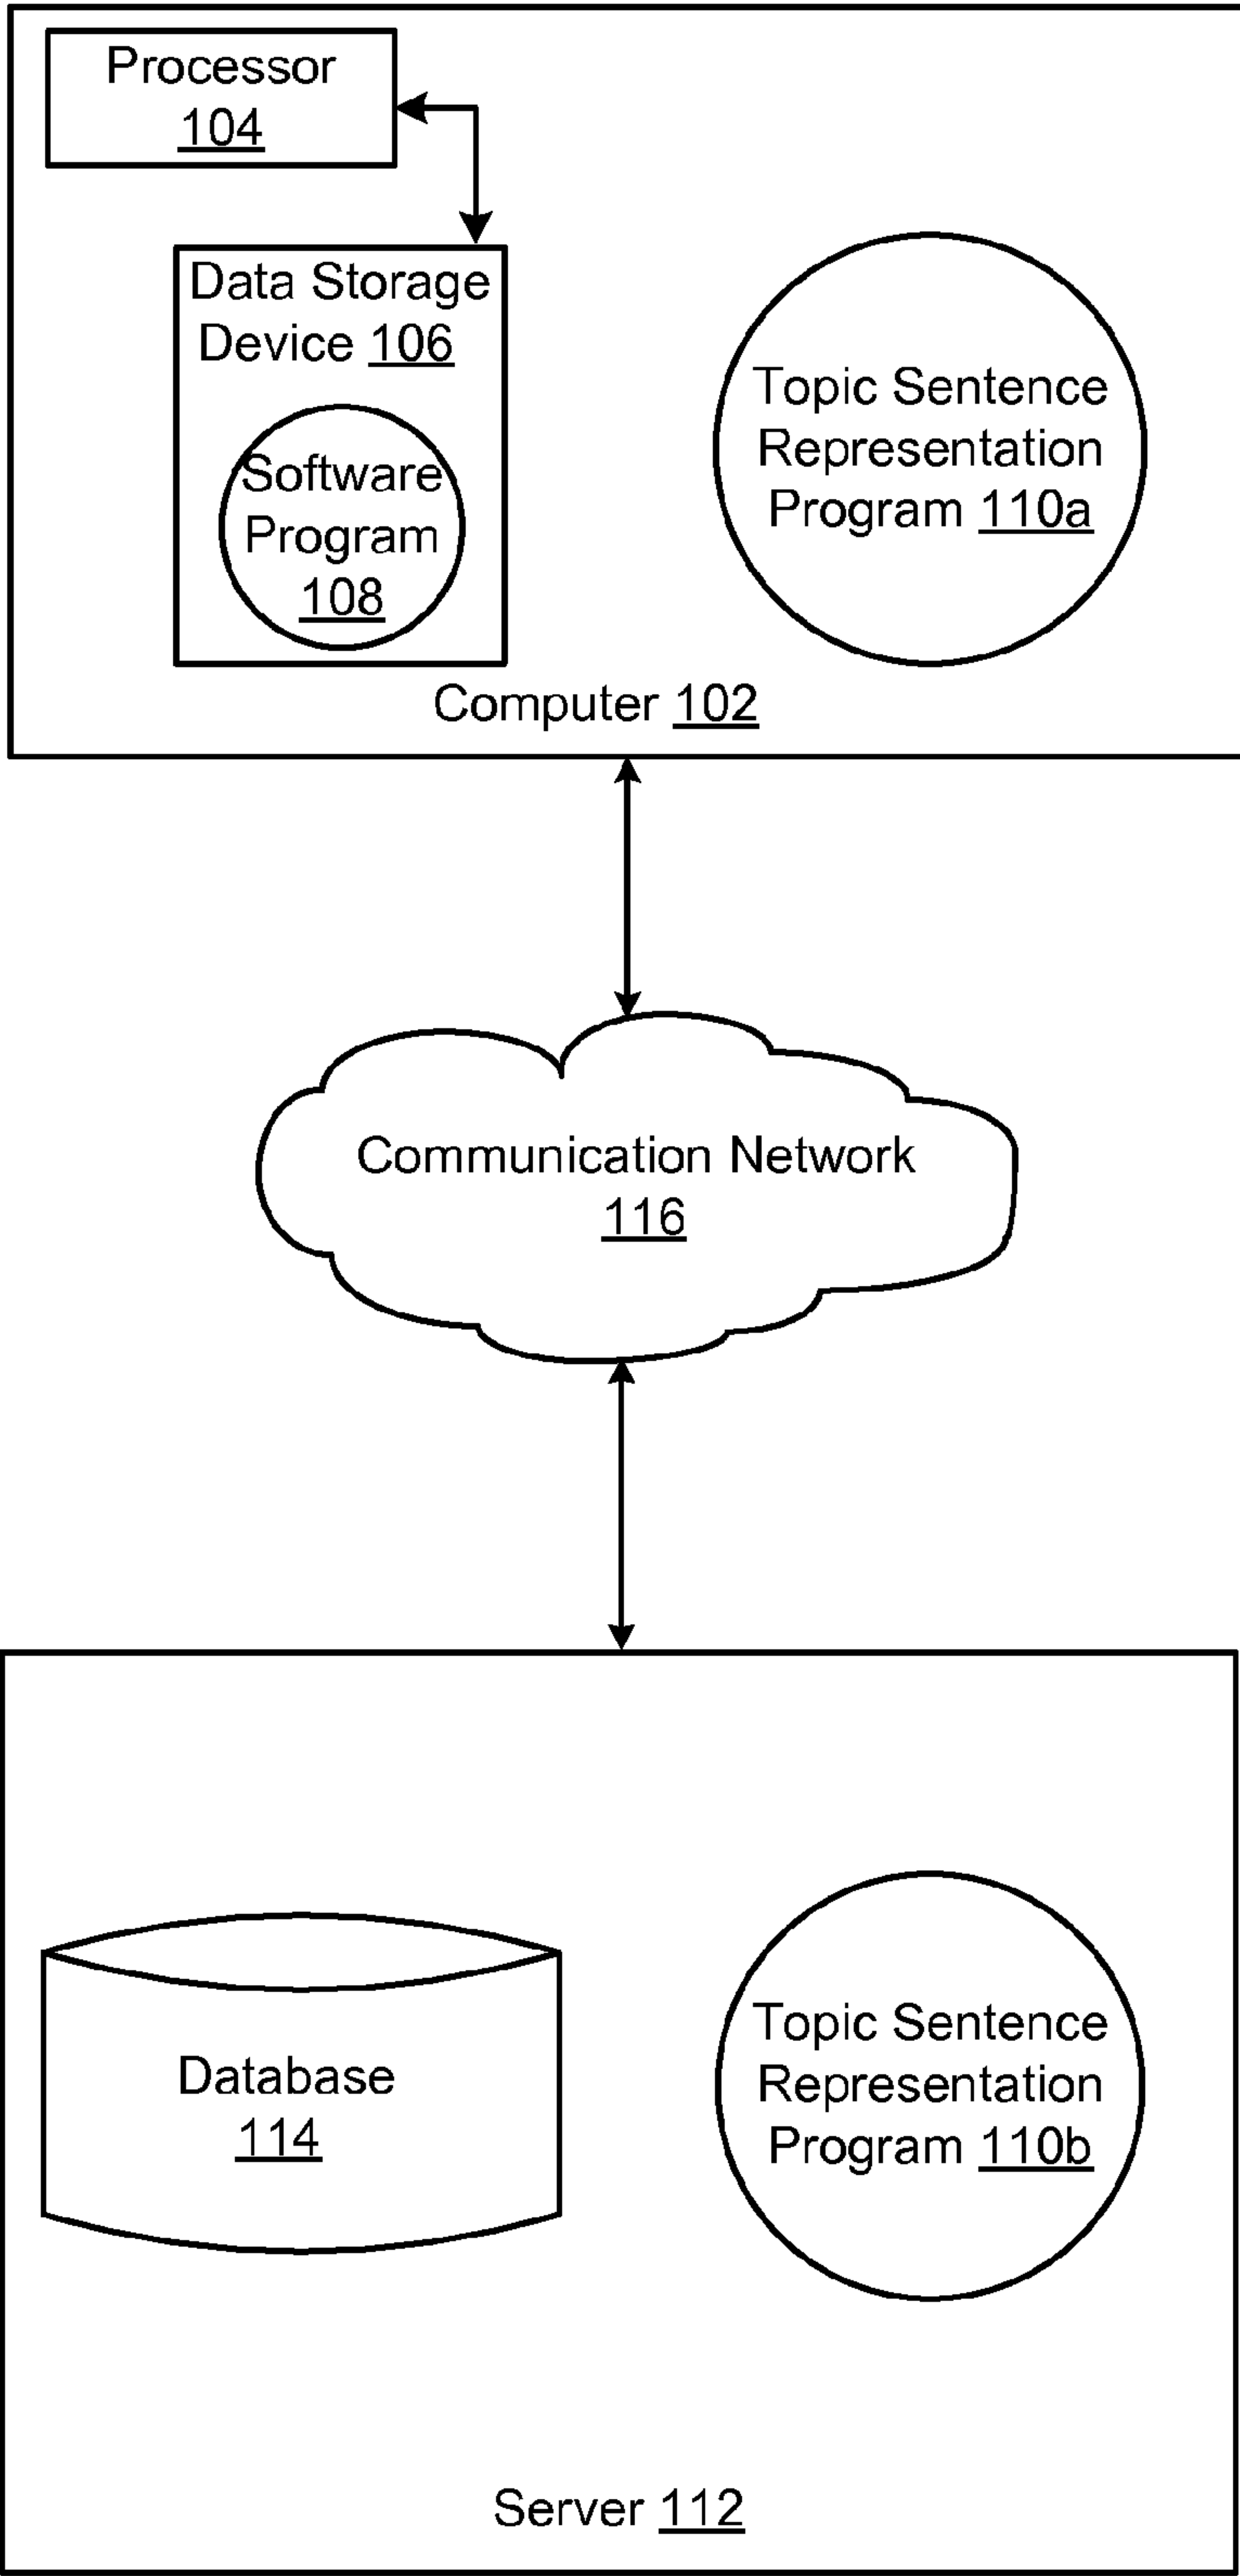 Processor
104
Data Storage
Device 106
Software
Program
108
Topic Sentence
Representation
Program 110a
Computer 102
Communication Network
116
Database
114
Topic Sentence
Representation
Program 110b
Server 112